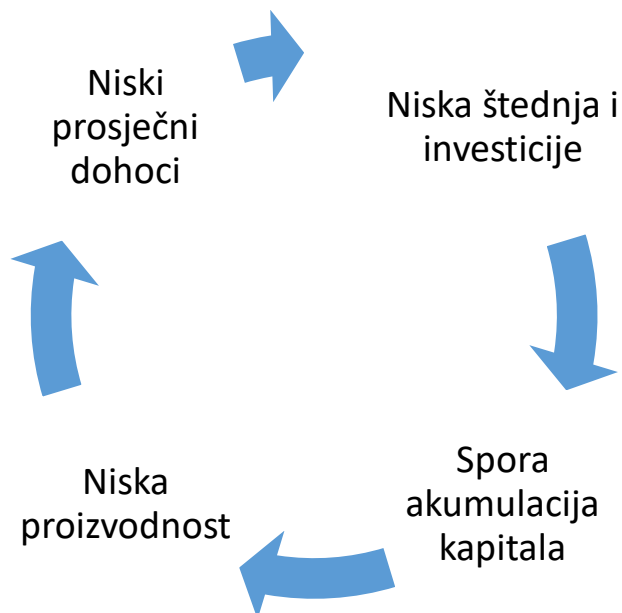 Niski
prosječni
dohoci
Niska štednja i
investicije
Spora
akumulacija
kapitala
Niska
proizvodnost